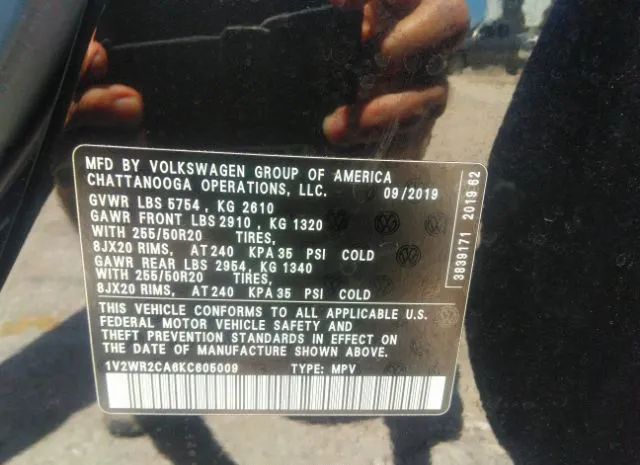 MFD BY VOLKSWAGEN GROUP OF AMERICA
CHATTANOOGA OPERATIONS, LLC. 09/2019
GVWR LBS 5754 , KG 2610
GAWR FRONT LBS 2910 , KG 1320
WITH 255/50R20 TIRES,
8JX20 RIMS, AT 240 KPA 35 PSI COLD
GAWR REAR LBS 2954, KG 1340
WITH 255/50R20 TIRES,
8JX20 RIMS, AT 240 KPA 35 PSI COLD
THIS VEHICLE CONFORMS TO ALL APPLICABLE U.S.
FEDERAL MOTOR VEHICLE SAFETY AND
THEFT PREVENTION STANDARDS IN EFFECT ON
THE DATE OF MANUFACTURE SHOWN ABOVE.
1V2WR2CA6KC605009 TYPE: MPV
3839171 2019-62